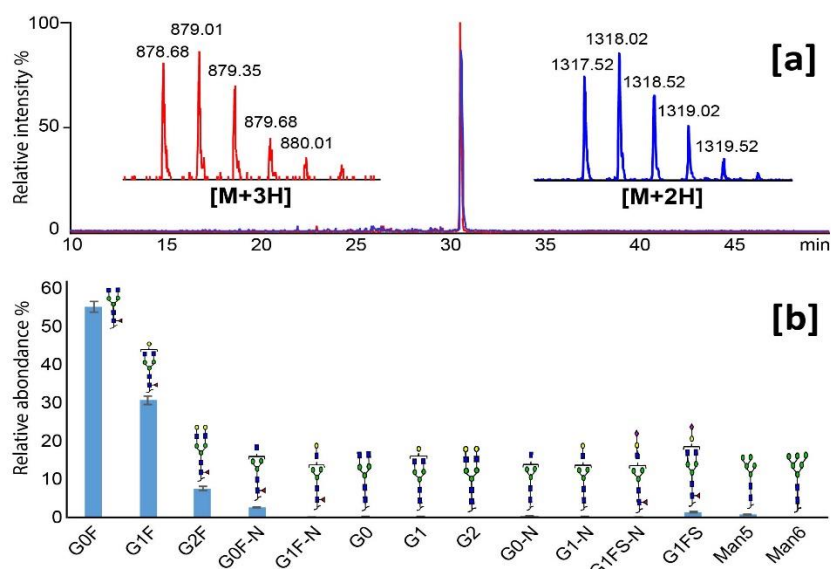 [a]
Relative intensity %
100
50
0
878.68
879.01
879.35
879.68
880.01
[M+3H]
1317.52
1318.02
1318.52
1319.02
1319.52
[M+2H]
10 15 20 25 30 35 40 45 min
[b]
Relative abundance %
60
50
40
30
20
10
0
G0F G1F G2F G0F-N G1F-N G0 G1 G2 G0-N G1-N G1FS-N G1FS Man5 Man6